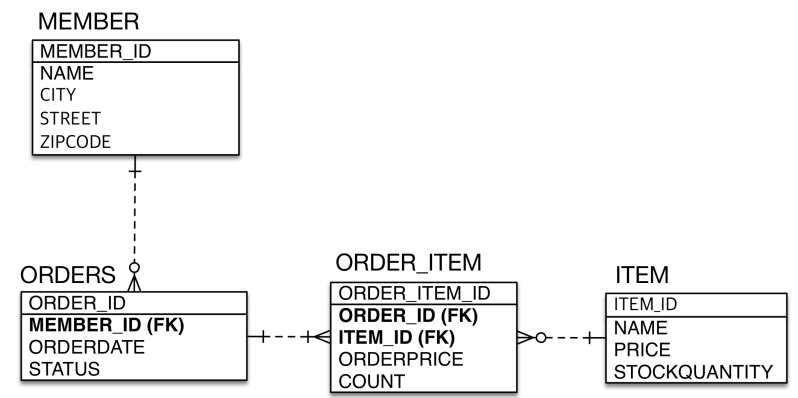 MEMBER
MEMBER_ID
NAME
CITY
STREET
ZIPCODE
ORDERS
ORDER_ID
MEMBER_ID (FK)
ORDERDATE
STATUS
ORDER_ITEM
ORDER_ITEM_ID
ORDER_ID (FK)
ITEM_ID (FK)
ORDERPRICE
COUNT
ITEM
ITEM_ID
NAME
PRICE
STOCKQUANTITY